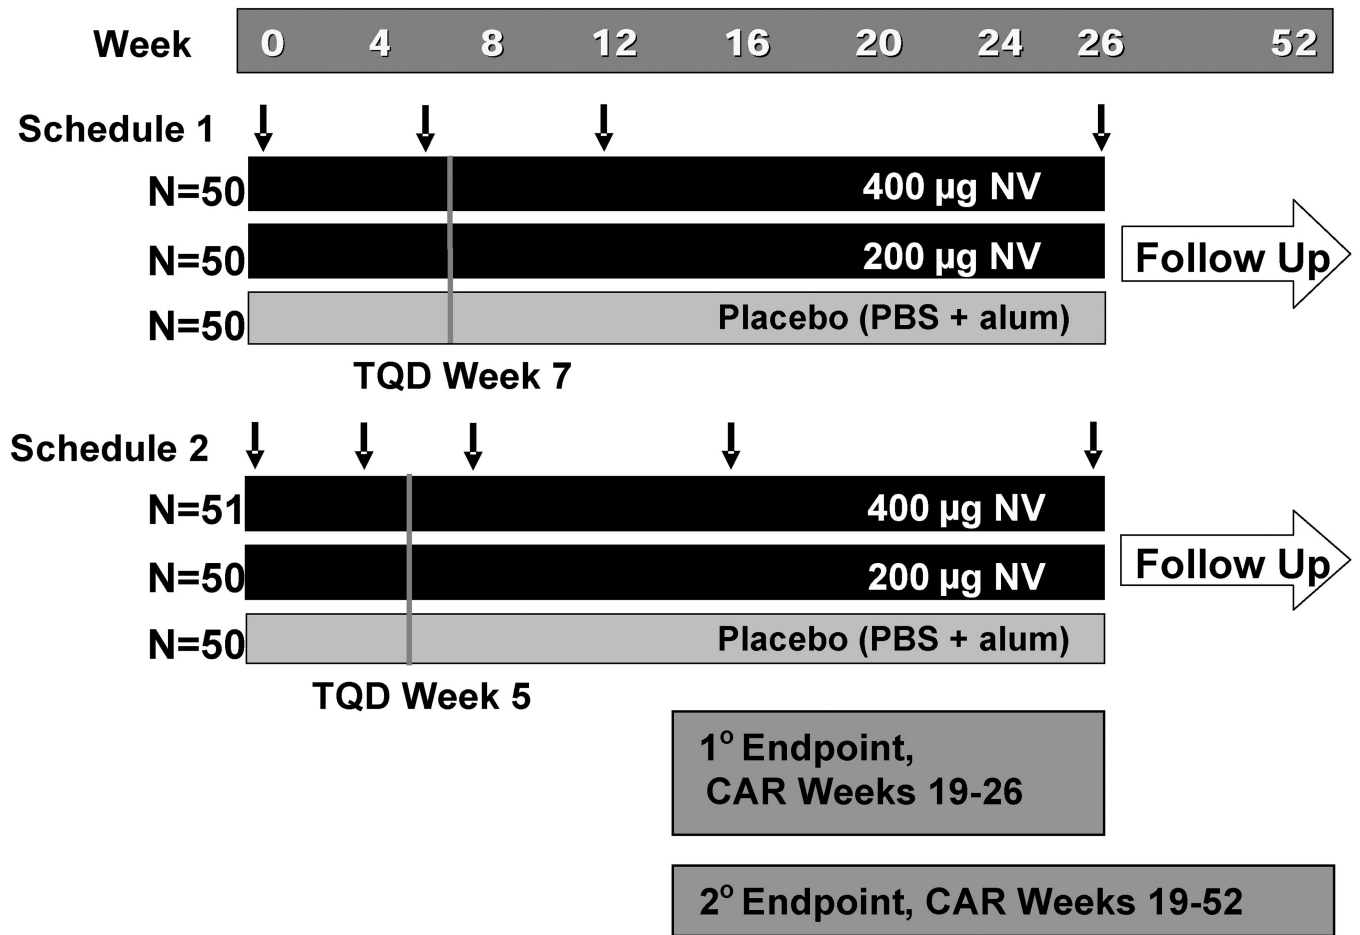 Week 0 4 8 12 16 20 24 26 52
Schedule 1
N=50 400 µg NV
N=50 200 µg NV
Follow Up
N=50 Placebo (PBS + alum)
TQD Week 7
Schedule 2
N=51 400 µg NV
N=50 200 µg NV
Follow Up
N=50 Placebo (PBS + alum)
TQD Week 5
1° Endpoint,
CAR Weeks 19-26
2° Endpoint, CAR Weeks 19-52